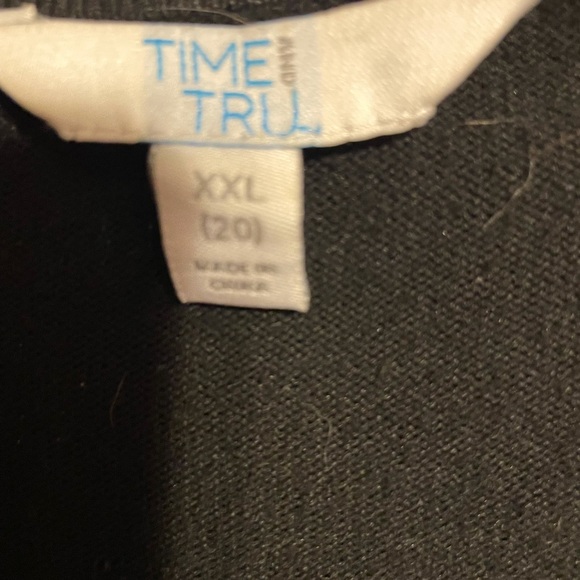 TIME AND
TRU
XXL
(20)
MADE IN
CHINA